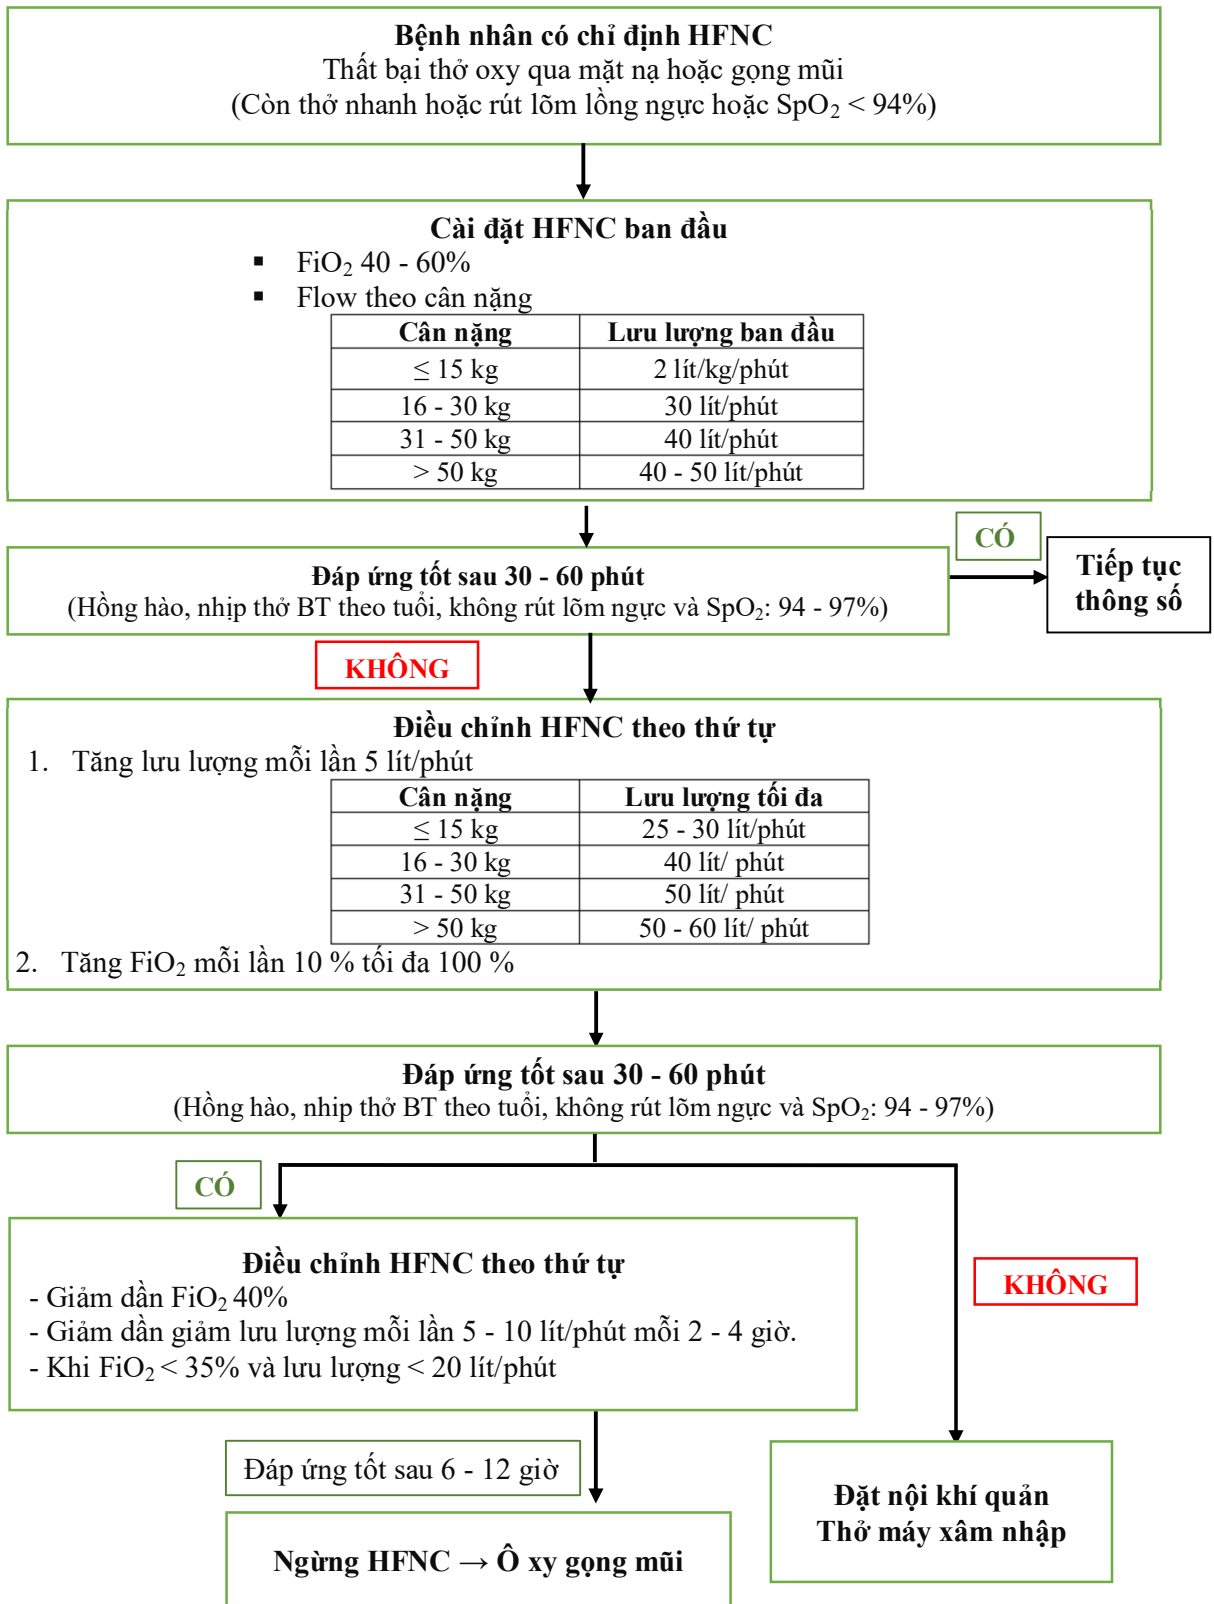 Bệnh nhân có chỉ định HFNC
Thất bại thở oxy qua mặt nạ hoặc gọng mũi
(Còn thở nhanh hoặc rút lõm lồng ngực hoặc SpO₂ < 94%)
Cài đặt HFNC ban đầu
▪ FiO₂ 40 - 60%
▪ Flow theo cân nặng
Cân nặng Lưu lượng ban đầu
≤ 15 kg 2 lít/kg/phút
16 - 30 kg 30 lít/phút
31 - 50 kg 40 lít/phút
> 50 kg 40 - 50 lít/phút
CÓ
Đáp ứng tốt sau 30 - 60 phút
(Hồng hào, nhịp thở BT theo tuổi, không rút lõm ngực và SpO₂: 94 - 97%)
Tiếp tục
thông số
KHÔNG
Điều chỉnh HFNC theo thứ tự
1. Tăng lưu lượng mỗi lần 5 lít/phút
Cân nặng Lưu lượng tối đa
≤ 15 kg 25 - 30 lít/phút
16 - 30 kg 40 lít/ phút
31 - 50 kg 50 lít/ phút
> 50 kg 50 - 60 lít/ phút
2. Tăng FiO₂ mỗi lần 10 % tối đa 100 %
Đáp ứng tốt sau 30 - 60 phút
(Hồng hào, nhip thở BT theo tuổi, không rút lõm ngực và SpO₂: 94 - 97%)
CÓ
Điều chỉnh HFNC theo thứ tự
- Giảm dần FiO₂ 40%
- Giảm dần giảm lưu lượng mỗi lần 5 - 10 lít/phút mỗi 2 - 4 giờ.
- Khi FiO₂ < 35% và lưu lượng < 20 lít/phút
KHÔNG
Đáp ứng tốt sau 6 - 12 giờ
Ngừng HFNC → Ô xy gọng mũi
Đặt nội khí quản
Thở máy xâm nhập